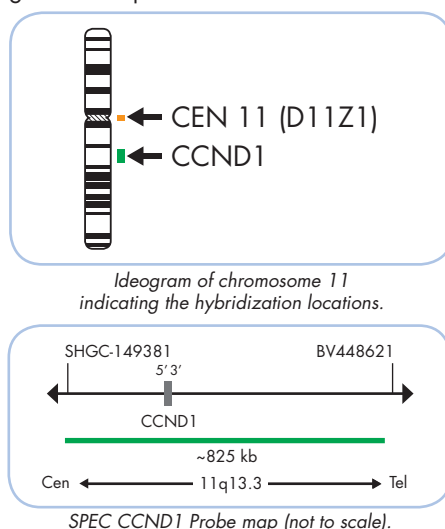 CEN 11 (D11Z1)
CCND1
Ideogram of chromosome 11
indicating the hybridization locations.
SHGC-149381 BV448621
5' 3'
CCND1
~825 kb
Cen 11q13.3 Tel
SPEC CCND1 Probe map (not to scale).